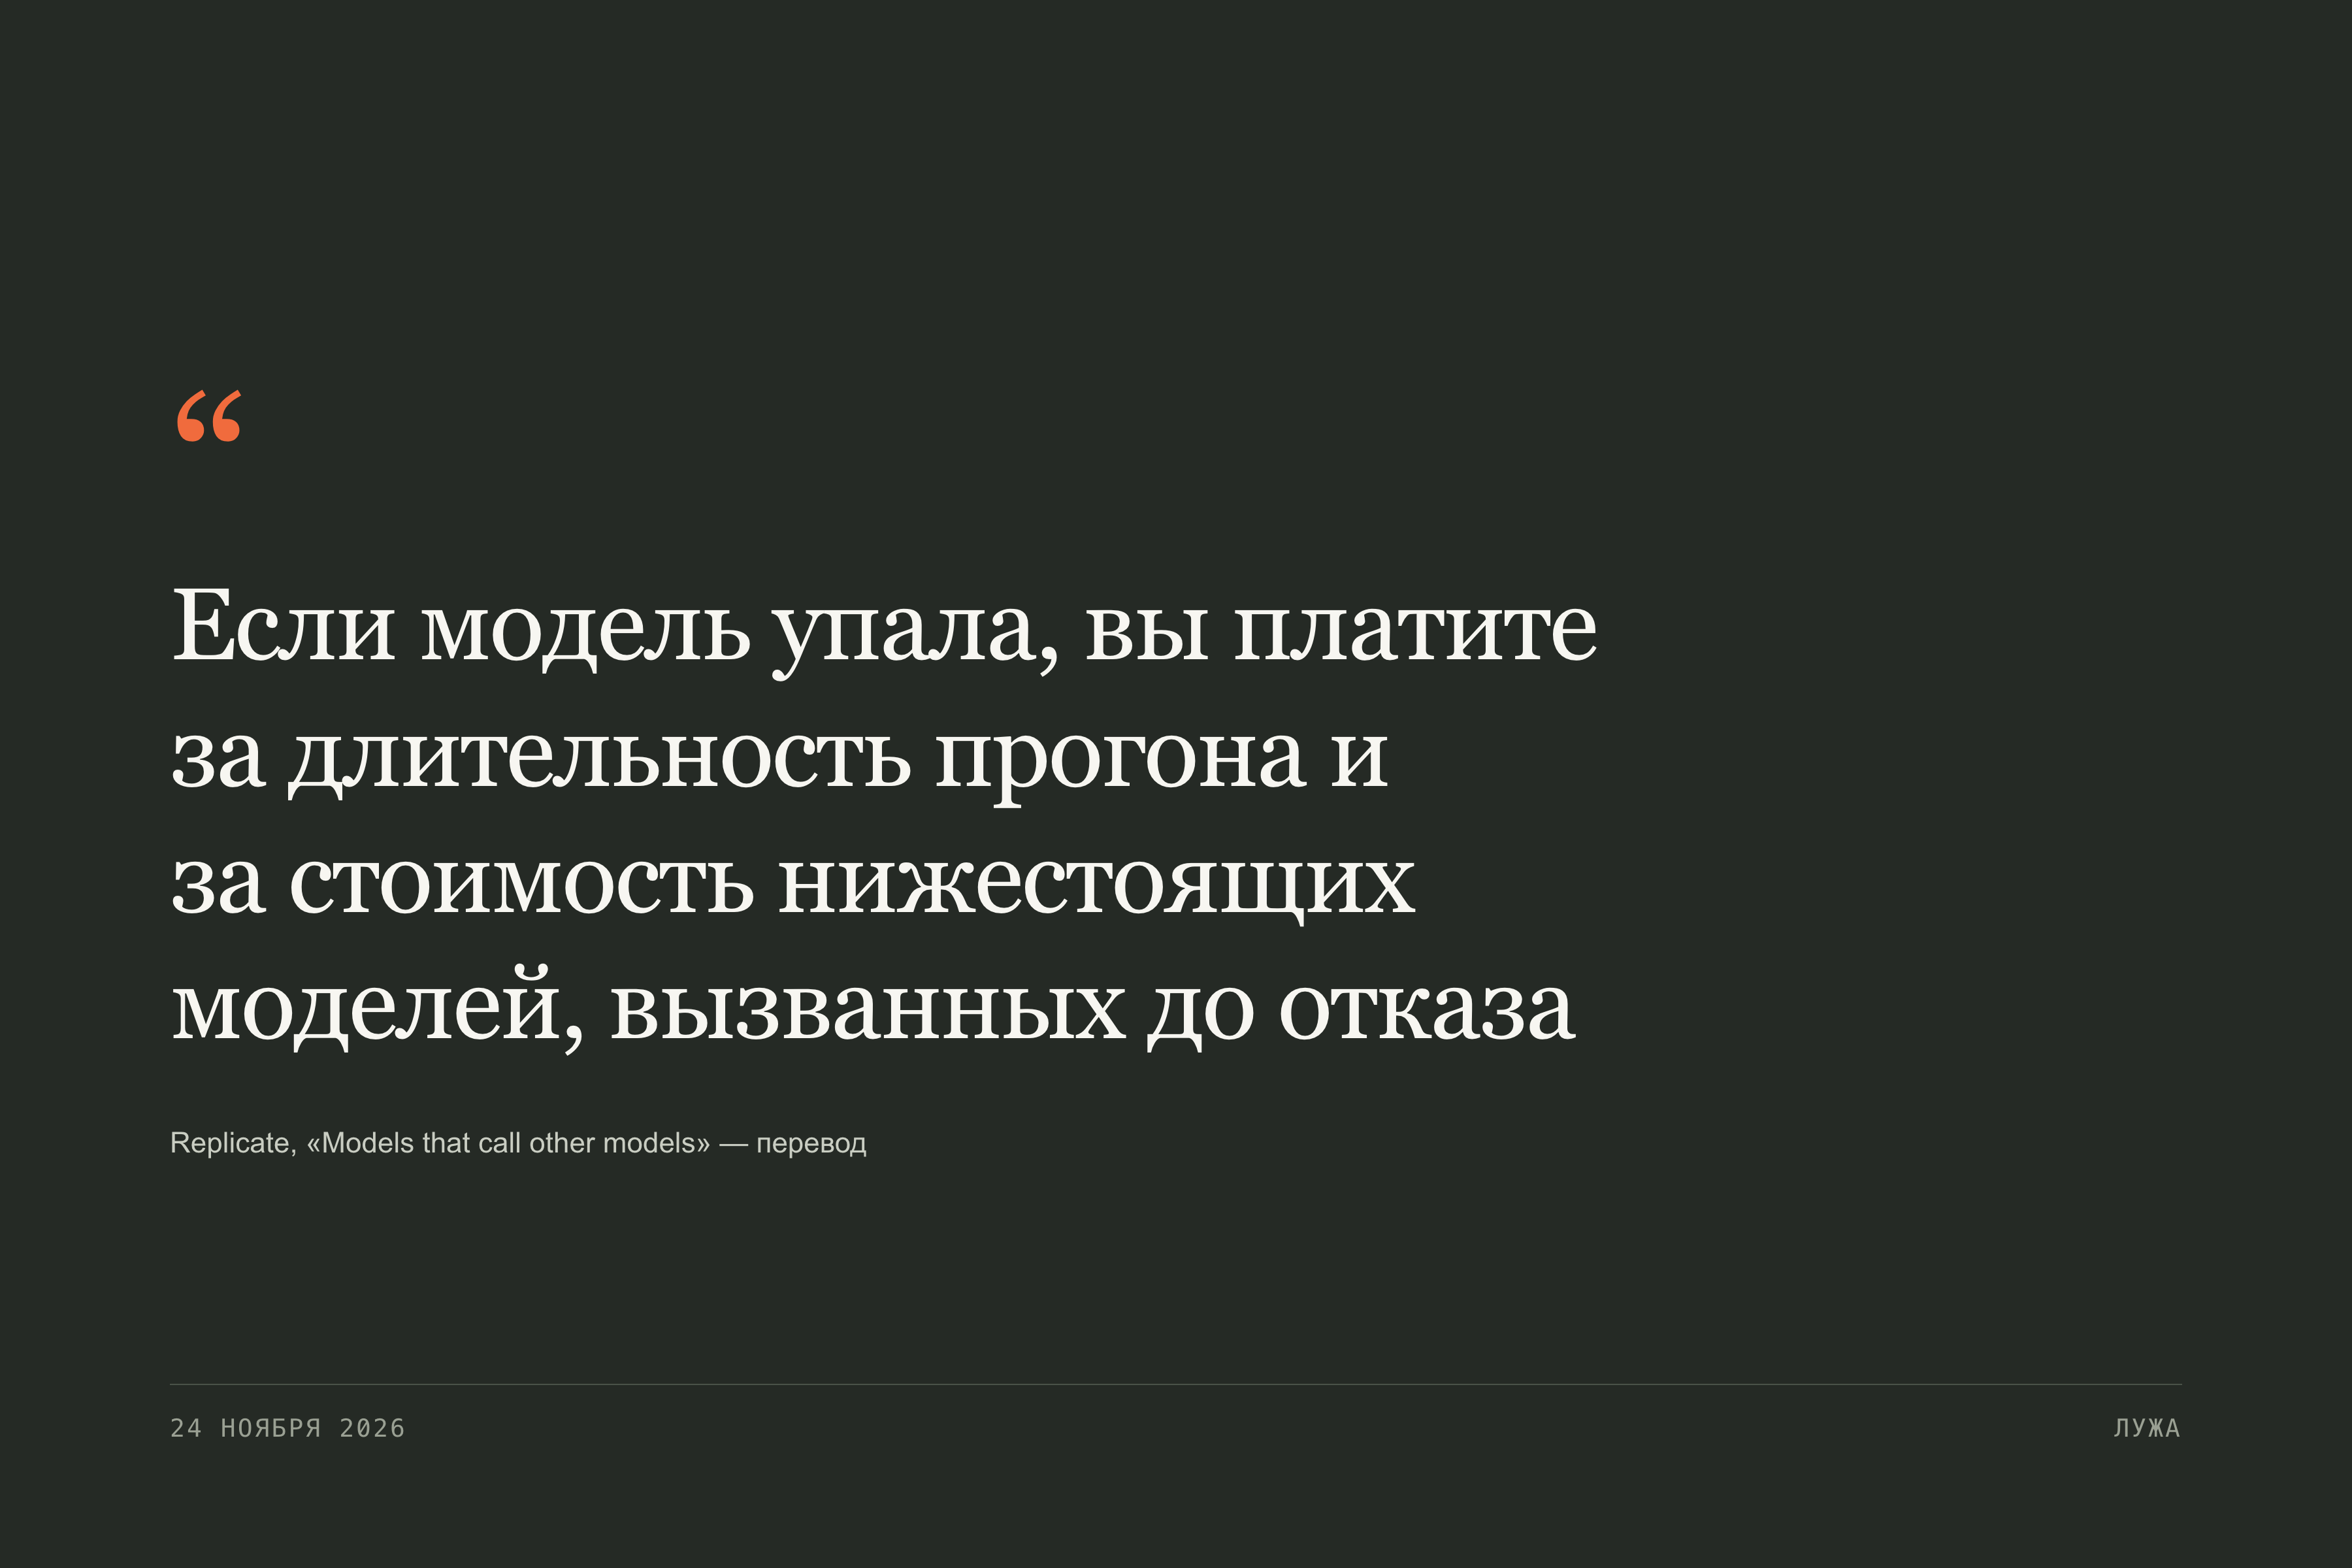 “
Если модель упала, вы платите
за длительность прогона и
за стоимость нижестоящих
моделей, вызванных до отказа
Replicate, «Models that call other models» — перевод
24 НОЯБРЯ 2026
ЛУЖА